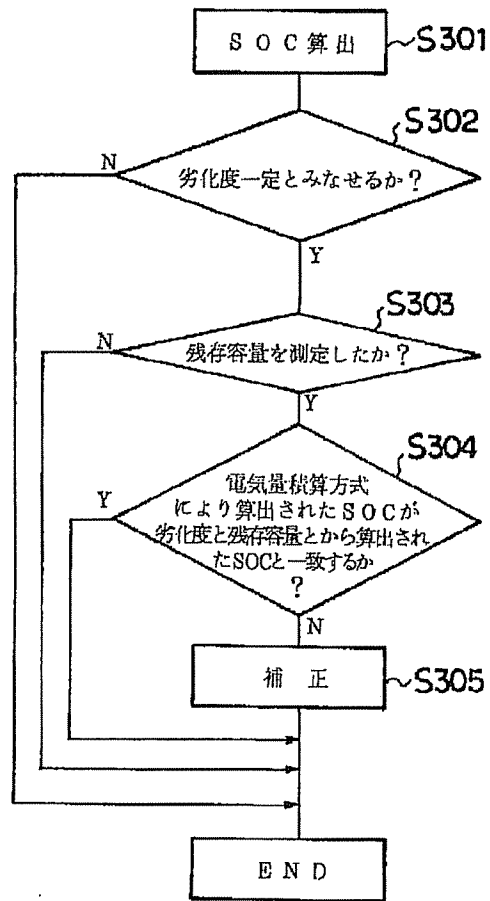 SOC算出
S301
S302
N
劣化度一定とみなせるか?
Y
S303
N
残存容量を測定したか?
Y
S304
電気量積算方式
Y
により算出されたSOCが
劣化度と残存容量とから算出され
たSOCと一致するか
?
N
補正
S305
END